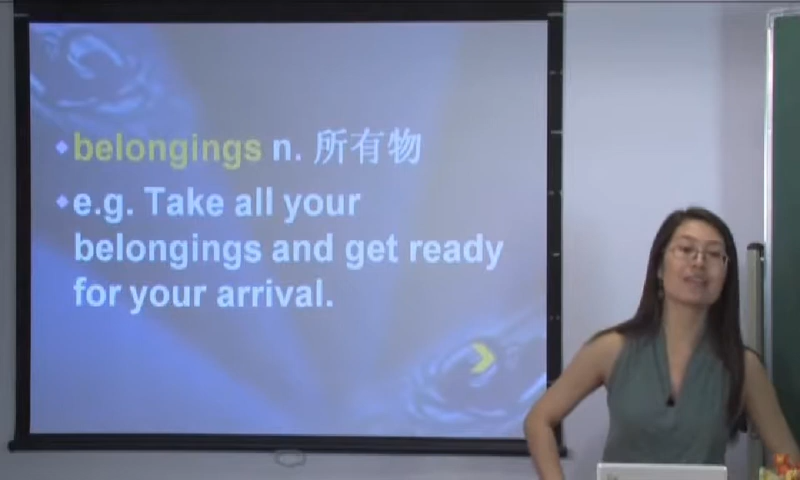 belongings n. 所有物
e.g. Take all your
belongings and get ready
for your arrival.